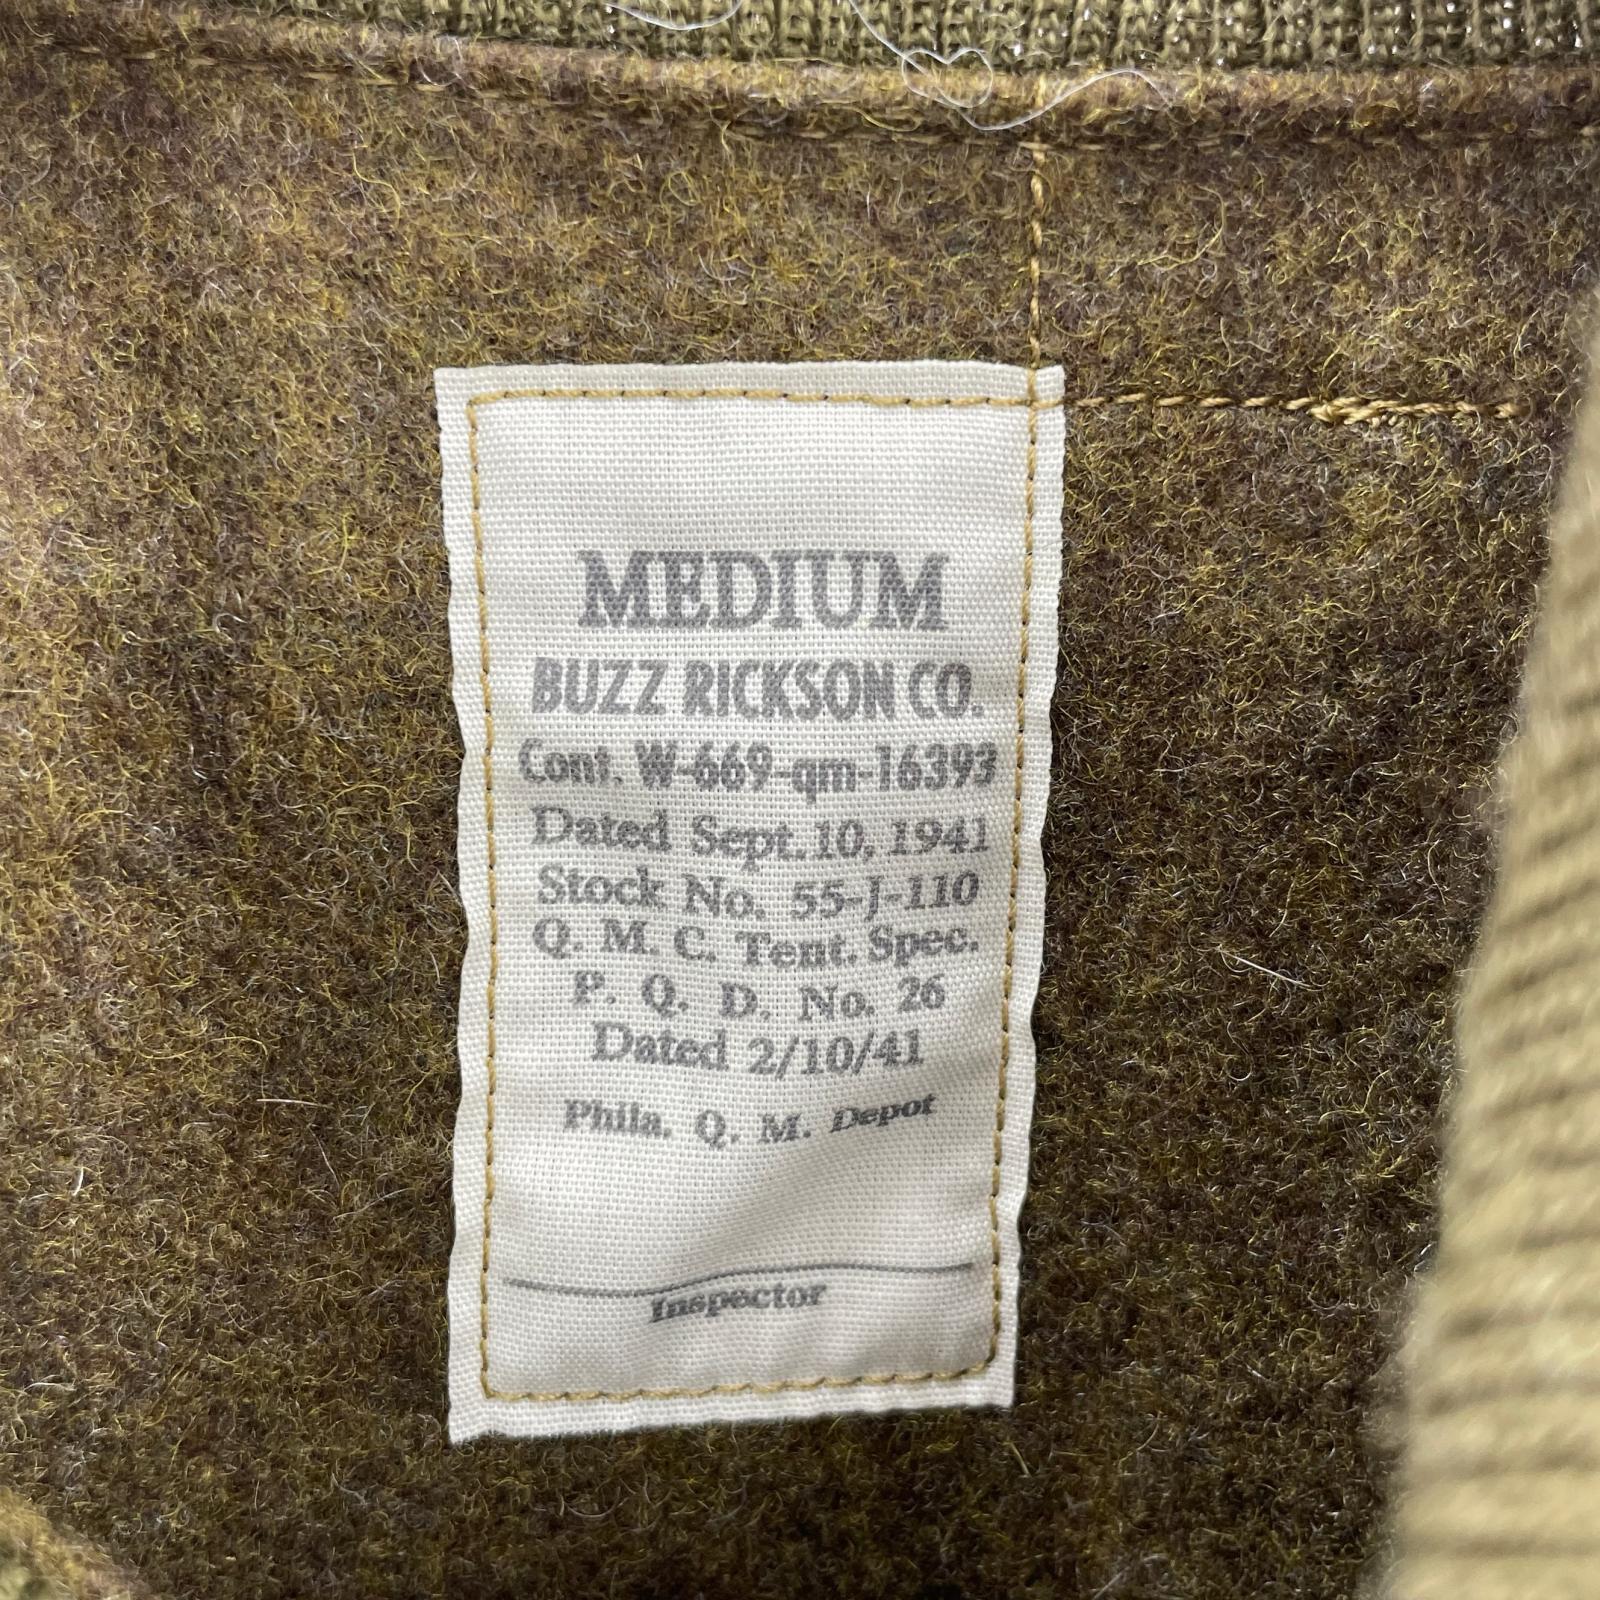 MEDIUM
BUZZ RICKSON CO.
Cont. W-669-qm-16393
Dated Sept. 10, 1941
Stock No. 55-J-110
Q. M. C. Tent. Spec.
P. Q. D. No. 26
Dated 2/10/41
Phila. Q. M. Depot
Inspector